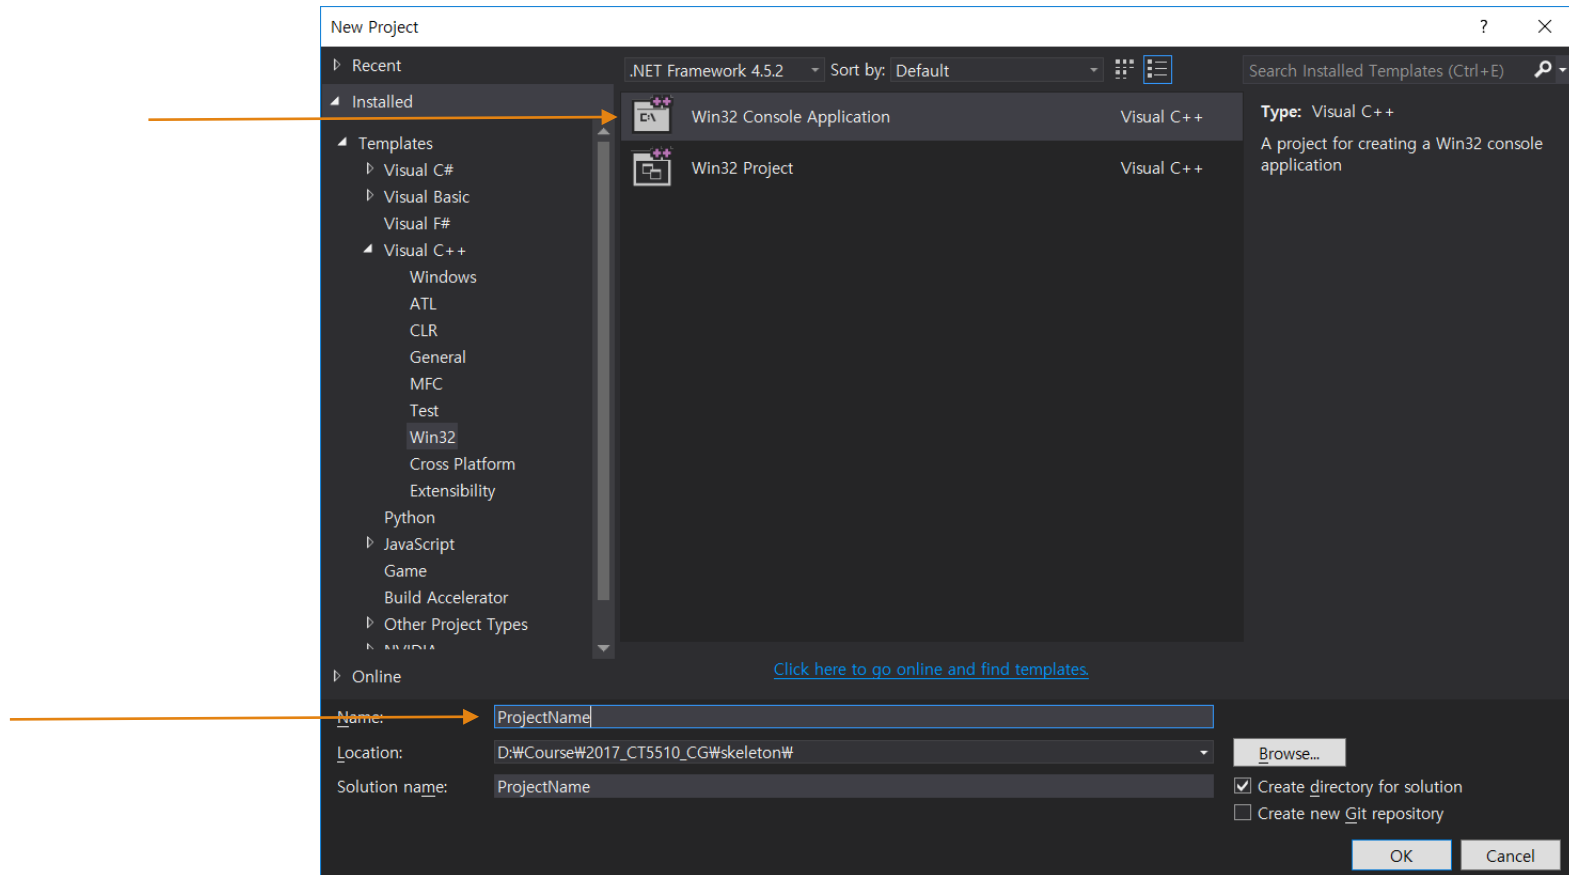 New Project
?
Recent
.NET Framework 4.5.2
Sort by: Default
Search Installed Templates (Ctrl+E)
Installed
Templates
Visual C#
Visual Basic
Visual F#
Visual C++
Windows
ATL
CLR
General
MFC
Test
Win32
Cross Platform
Extensibility
Python
JavaScript
Game
Build Accelerator
Other Project Types
NVIDIA
Online
Win32 Console Application Visual C++
Win32 Project Visual C++
Type: Visual C++
A project for creating a Win32 console
application
Click here to go online and find templates.
Name: ProjectName
Location: D:₩Course₩2017_CT5510_CG₩skeleton₩
Browse...
Solution name: ProjectName
Create directory for solution
Create new Git repository
OK
Cancel